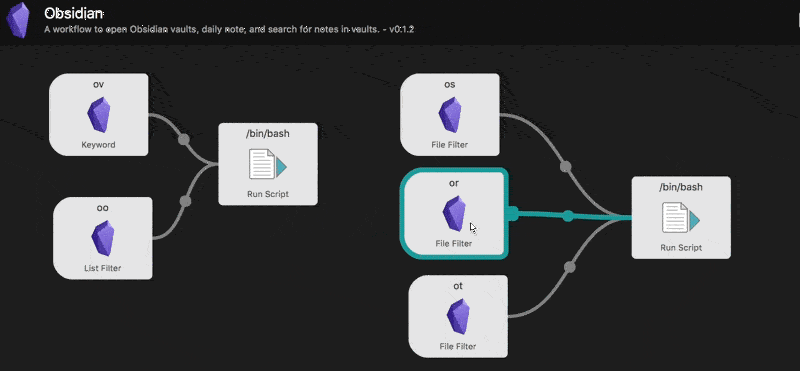 Obsidian
A workflow to open Obsidian vaults, daily note, and search for notes in vaults. - v0.1.2
ov
Keyword
/bin/bash
Run Script
oo
List Filter
os
File Filter
or
File Filter
/bin/bash
Run Script
ot
File Filter